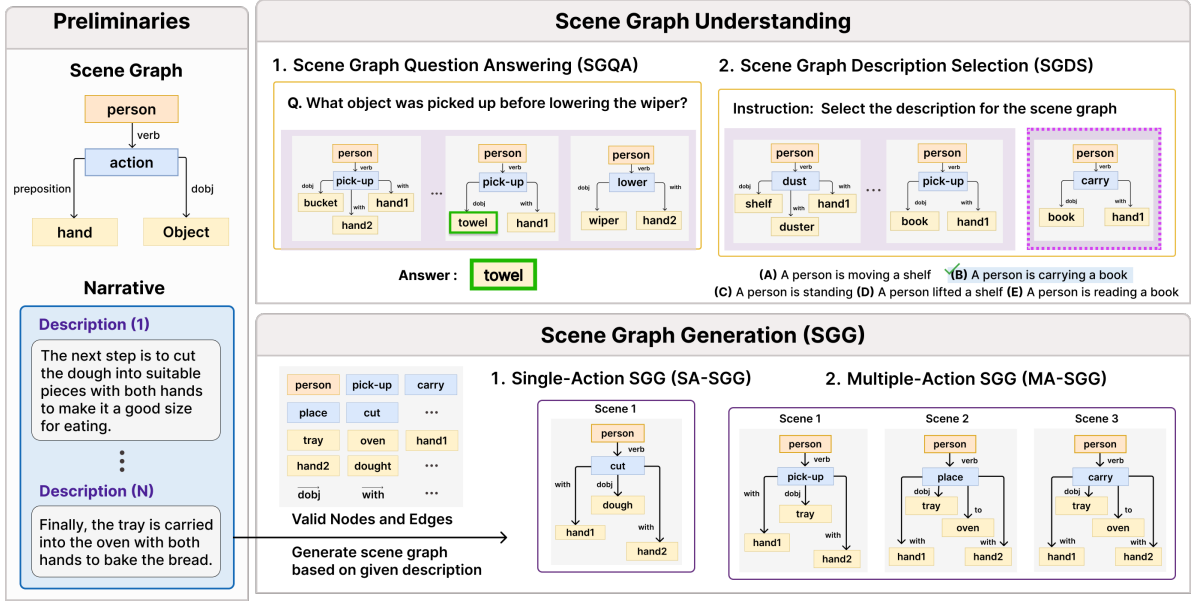 Preliminaries
Scene Graph
person
verb
action
preposition
dobj
hand
Object
Narrative
Description (1)
The next step is to cut
the dough into suitable
pieces with both hands
to make it a good size
for eating.
Description (N)
Finally, the tray is carried
into the oven with both
hands to bake the bread.
Scene Graph Understanding
1. Scene Graph Question Answering (SGQA)
Q. What object was picked up before lowering the wiper?
person
verb
pick-up
dobj
with
bucket
hand1
with
hand2
...
person
verb
pick-up
dobj
with
towel
hand1
person
verb
lower
dobj
with
wiper
hand2
Answer : towel
2. Scene Graph Description Selection (SGDS)
Instruction: Select the description for the scene graph
person
verb
dust
dobj
with
shelf
hand1
with
duster
...
person
verb
pick-up
dobj
with
book
hand1
person
verb
carry
dobj
with
book
hand1
(A) A person is moving a shelf (B) A person is carrying a book
(C) A person is standing (D) A person lifted a shelf (E) A person is reading a book
Scene Graph Generation (SGG)
person pick-up carry
place cut ...
tray oven hand1
hand2 dought ...
dobj with ...
Valid Nodes and Edges
Generate scene graph
based on given description
1. Single-Action SGG (SA-SGG)
Scene 1
person
verb
cut
with
dobj
dough
hand1
with
hand2
2. Multiple-Action SGG (MA-SGG)
Scene 1
person
verb
pick-up
with
dobj
tray
hand1
with
hand2
Scene 2
person
verb
place
dobj
tray
to
oven
with
with
hand1
hand2
Scene 3
person
verb
carry
dobj
tray
to
oven
with
with
hand1
hand2